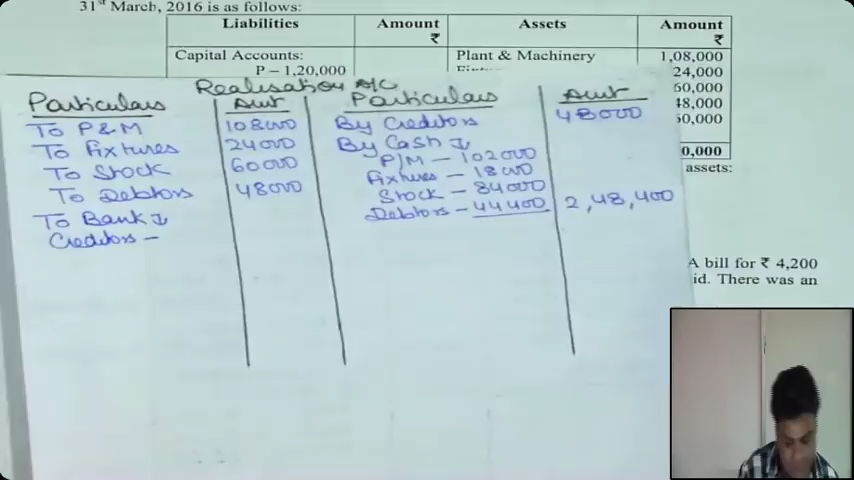 31st March, 2016 is as follows:
Liabilities Amount ₹ Assets Amount ₹
Capital Accounts: Plant & Machinery 1,08,000
P – 1,20,000 24,000
60,000
48,000
0,000
assets:
Realisation A/C
Particulars Amt Particulars Amt
To P&M 108000 By Creditors 48000
To Fixtures 24000 By Cash
To Stock 60000 P/M – 102000
To Debtors 48000 Fixtures – 18000
To Bank Stock – 84000
Creditors – Debtors – 44400 2,48,400
A bill for ₹ 4,200
id. There was an